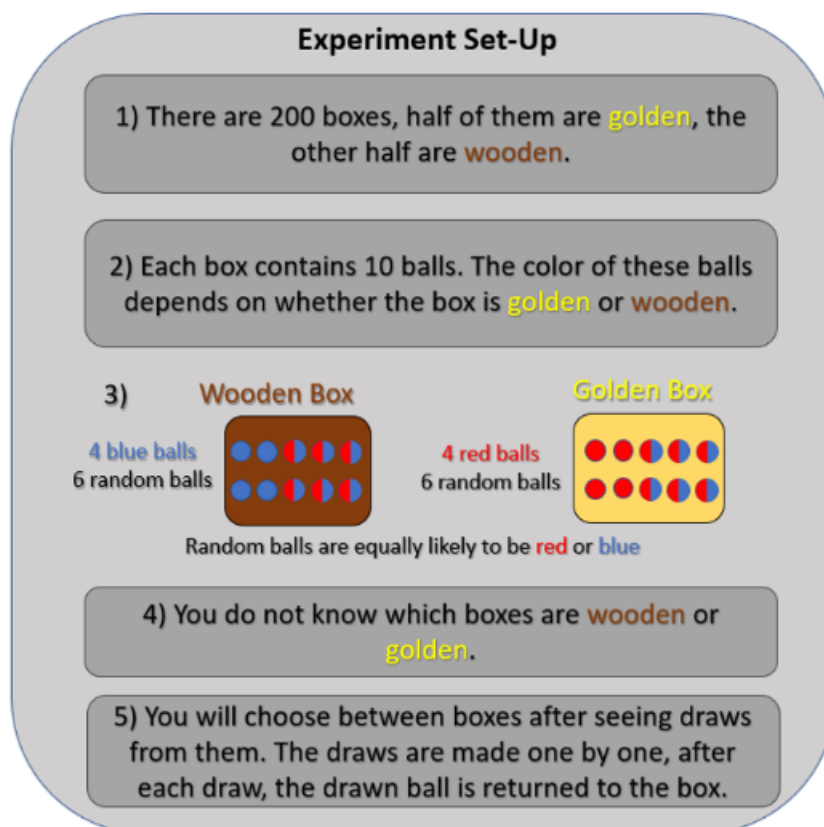 Experiment Set-Up
1) There are 200 boxes, half of them are golden, the
other half are wooden.
2) Each box contains 10 balls. The color of these balls
depends on whether the box is golden or wooden.
3)
Wooden Box
4 blue balls
6 random balls
Golden Box
4 red balls
6 random balls
Random balls are equally likely to be red or blue
4) You do not know which boxes are wooden or
golden.
5) You will choose between boxes after seeing draws
from them. The draws are made one by one, after
each draw, the drawn ball is returned to the box.